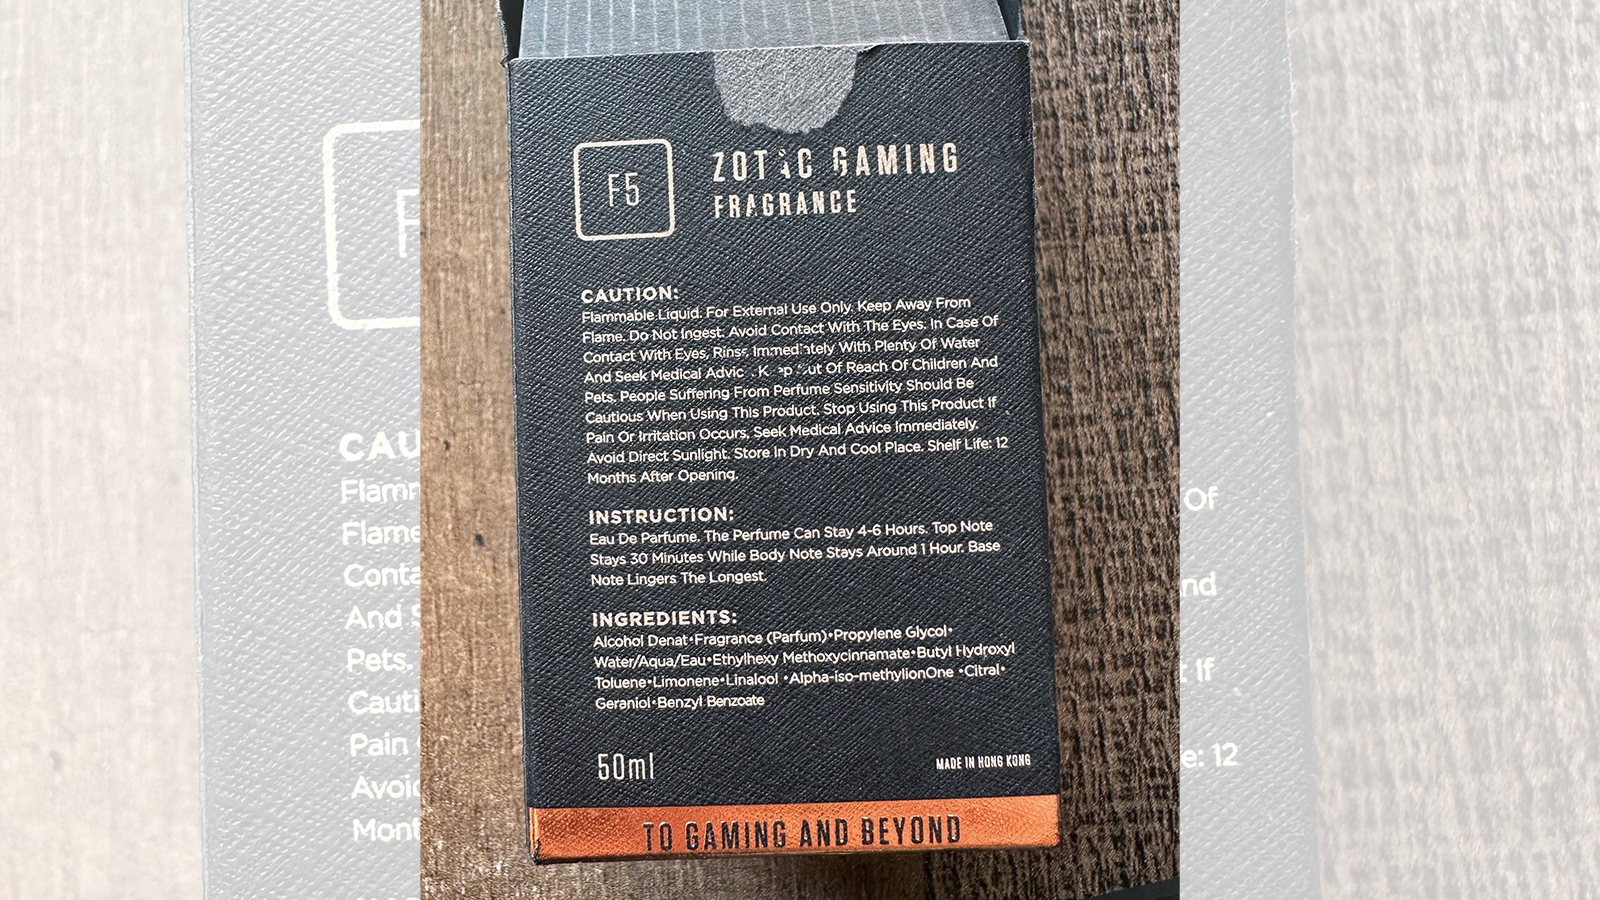 F5
ZOTAC GAMING
FRAGRANCE
CAUTION:
Flammable Liquid. For External Use Only. Keep Away From
Flame. Do Not Ingest. Avoid Contact With The Eyes. In Case Of
Contact With Eyes, Rinse Immediately With Plenty Of Water
And Seek Medical Advice. Keep Out Of Reach Of Children And
Pets. People Suffering From Perfume Sensitivity Should Be
Cautious When Using This Product. Stop Using This Product If
Pain Or Irritation Occurs, Seek Medical Advice Immediately.
Avoid Direct Sunlight. Store In Dry And Cool Place. Shelf Life: 12
Months After Opening.
INSTRUCTION:
Eau De Parfume. The Perfume Can Stay 4-6 Hours. Top Note
Stays 30 Minutes While Body Note Stays Around 1 Hour. Base
Note Lingers The Longest.
INGREDIENTS:
Alcohol Denat•Fragrance (Parfum)•Propylene Glycol•
Water/Aqua/Eau•Ethylhexy Methoxycinnamate•Butyl Hydroxyl
Toluene•Limonene•Linalool •Alpha-iso-methylionOne •Citral•
Geraniol•Benzyl Benzoate
50ml
MADE IN HONG KONG
TO GAMING AND BEYOND